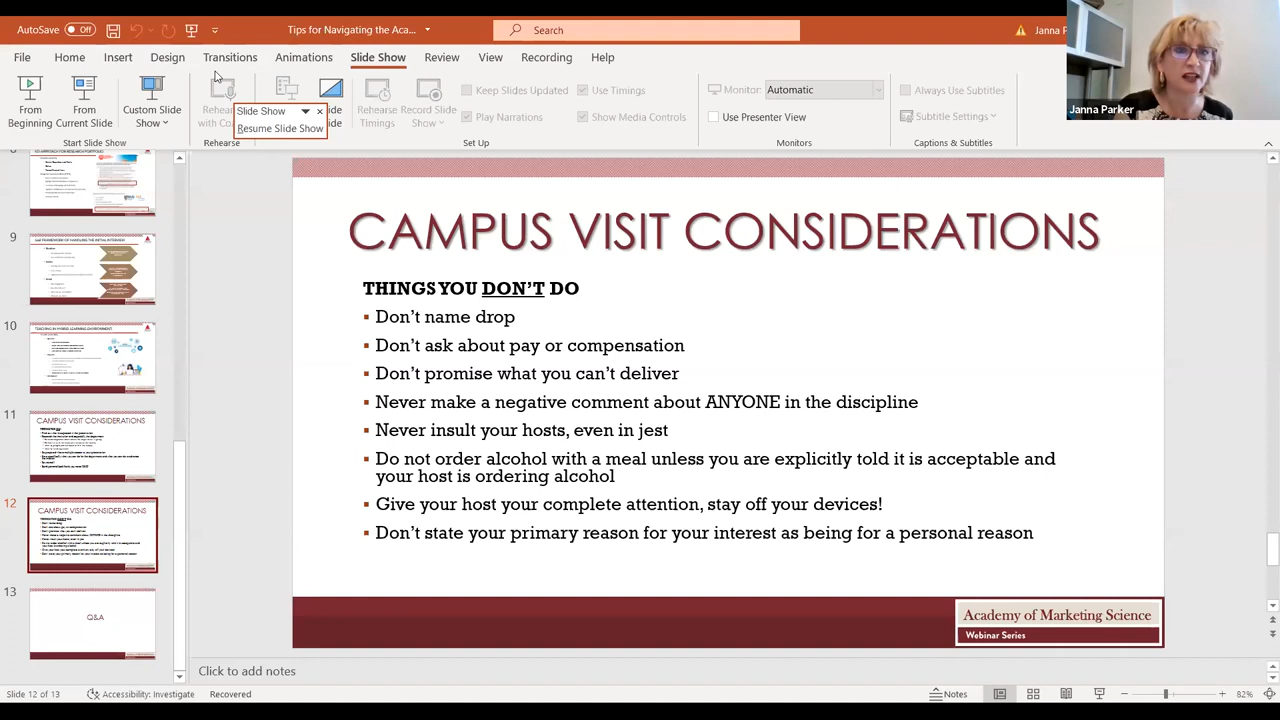 AutoSave Off
Tips for Navigating the Aca...
Search
Janna P
File Home Insert Design Transitions Animations Slide Show Review View Recording Help
From Beginning
From Current Slide
Custom Slide Show
Start Slide Show
Rehearse
Slide Show
Resume Slide Show
Rehearse Timings
Record Slide Show
Keep Slides Updated
Play Narrations
Use Timings
Show Media Controls
Set Up
Monitor: Automatic
Use Presenter View
Monitors
Always Use Subtitles
Subtitle Settings
Captions & Subtitles
Janna Parker
9
10
11
CAMPUS VISIT CONSIDERATIONS
12
CAMPUS VISIT CONSIDERATIONS
13
Q&A
CAMPUS VISIT CONSIDERATIONS
THINGS YOU DON'T DO
Don't name drop
Don't ask about pay or compensation
Don't promise what you can't deliver
Never make a negative comment about ANYONE in the discipline
Never insult your hosts, even in jest
Do not order alcohol with a meal unless you are explicitly told it is acceptable and
your host is ordering alcohol
Give your host your complete attention, stay off your devices!
Don't state your primary reason for your interest as being for a personal reason
Academy of Marketing Science
Webinar Series
Click to add notes
Slide 12 of 13 Accessibility: Investigate Recovered
Notes
82%